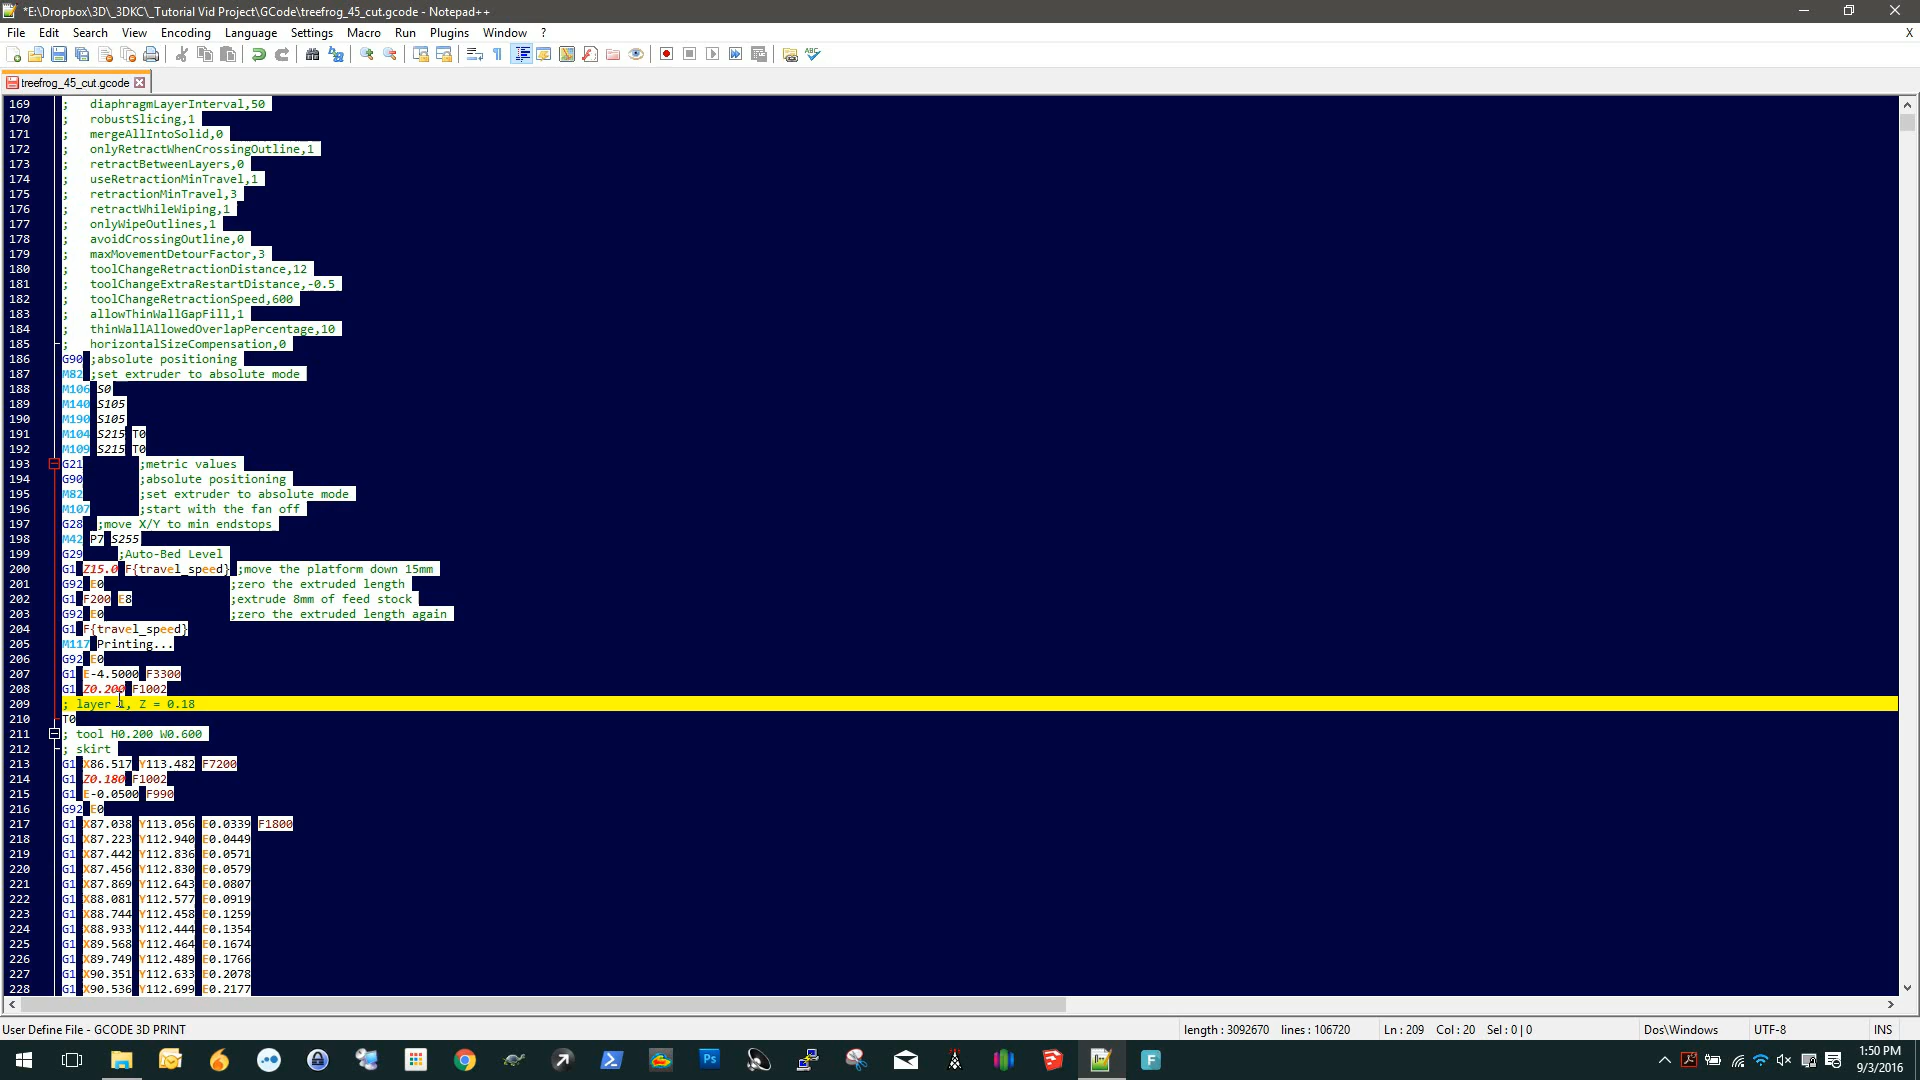 *E:\Dropbox\3D\_3DKC\_Tutorial Vid Project\GCode\treefrog_45_cut.gcode - Notepad++
File Edit Search View Encoding Language Settings Macro Run Plugins Window ? X
treefrog_45_cut.gcode
169 ; diaphragmLayerInterval,50
170 ; robustSlicing,1
171 ; mergeAllIntoSolid,0
172 ; onlyRetractWhenCrossingOutline,1
173 ; retractBetweenLayers,0
174 ; useRetractionMinTravel,1
175 ; retractionMinTravel,3
176 ; retractWhileWiping,1
177 ; onlyWipeOutlines,1
178 ; avoidCrossingOutline,0
179 ; maxMovementDetourFactor,3
180 ; toolChangeRetractionDistance,12
181 ; toolChangeExtraRestartDistance,-0.5
182 ; toolChangeRetractionSpeed,600
183 ; allowThinWallGapFill,1
184 ; thinWallAllowedOverlapPercentage,10
185 ; horizontalSizeCompensation,0
186 G90 ;absolute positioning
187 M82 ;set extruder to absolute mode
188 M106 S0
189 M140 S105
190 M190 S105
191 M104 S215 T0
192 M109 S215 T0
193 G21 ;metric values
194 G90 ;absolute positioning
195 M82 ;set extruder to absolute mode
196 M107 ;start with the fan off
197 G28 ;move X/Y to min endstops
198 M42 P7 S255
199 G29 ;Auto-Bed Level
200 G1 Z15.0 F{travel_speed} ;move the platform down 15mm
201 G92 E0 ;zero the extruded length
202 G1 F200 E8 ;extrude 8mm of feed stock
203 G92 E0 ;zero the extruded length again
204 G1 F{travel_speed}
205 M117 Printing...
206 G92 E0
207 G1 E-4.5000 F3300
208 G1 Z0.200 F1002
209 ; layer 1, Z = 0.18
210 T0
211 ; tool H0.200 W0.600
212 ; skirt
213 G1 X86.517 Y113.482 F7200
214 G1 Z0.180 F1002
215 G1 E-0.0500 F990
216 G92 E0
217 G1 X87.038 Y113.056 E0.0339 F1800
218 G1 X87.223 Y112.940 E0.0449
219 G1 X87.442 Y112.836 E0.0571
220 G1 X87.456 Y112.830 E0.0579
221 G1 X87.869 Y112.643 E0.0807
222 G1 X88.081 Y112.577 E0.0919
223 G1 X88.744 Y112.458 E0.1259
224 G1 X88.933 Y112.444 E0.1354
225 G1 X89.568 Y112.464 E0.1674
226 G1 X89.749 Y112.489 E0.1766
227 G1 X90.351 Y112.633 E0.2078
228 G1 X90.536 Y112.699 E0.2177
User Define File - GCODE 3D PRINT length : 3092670 lines : 106720 Ln : 209 Col : 20 Sel : 0 | 0 Dos\Windows UTF-8 INS
Ps F 1:50 PM
9/3/2016